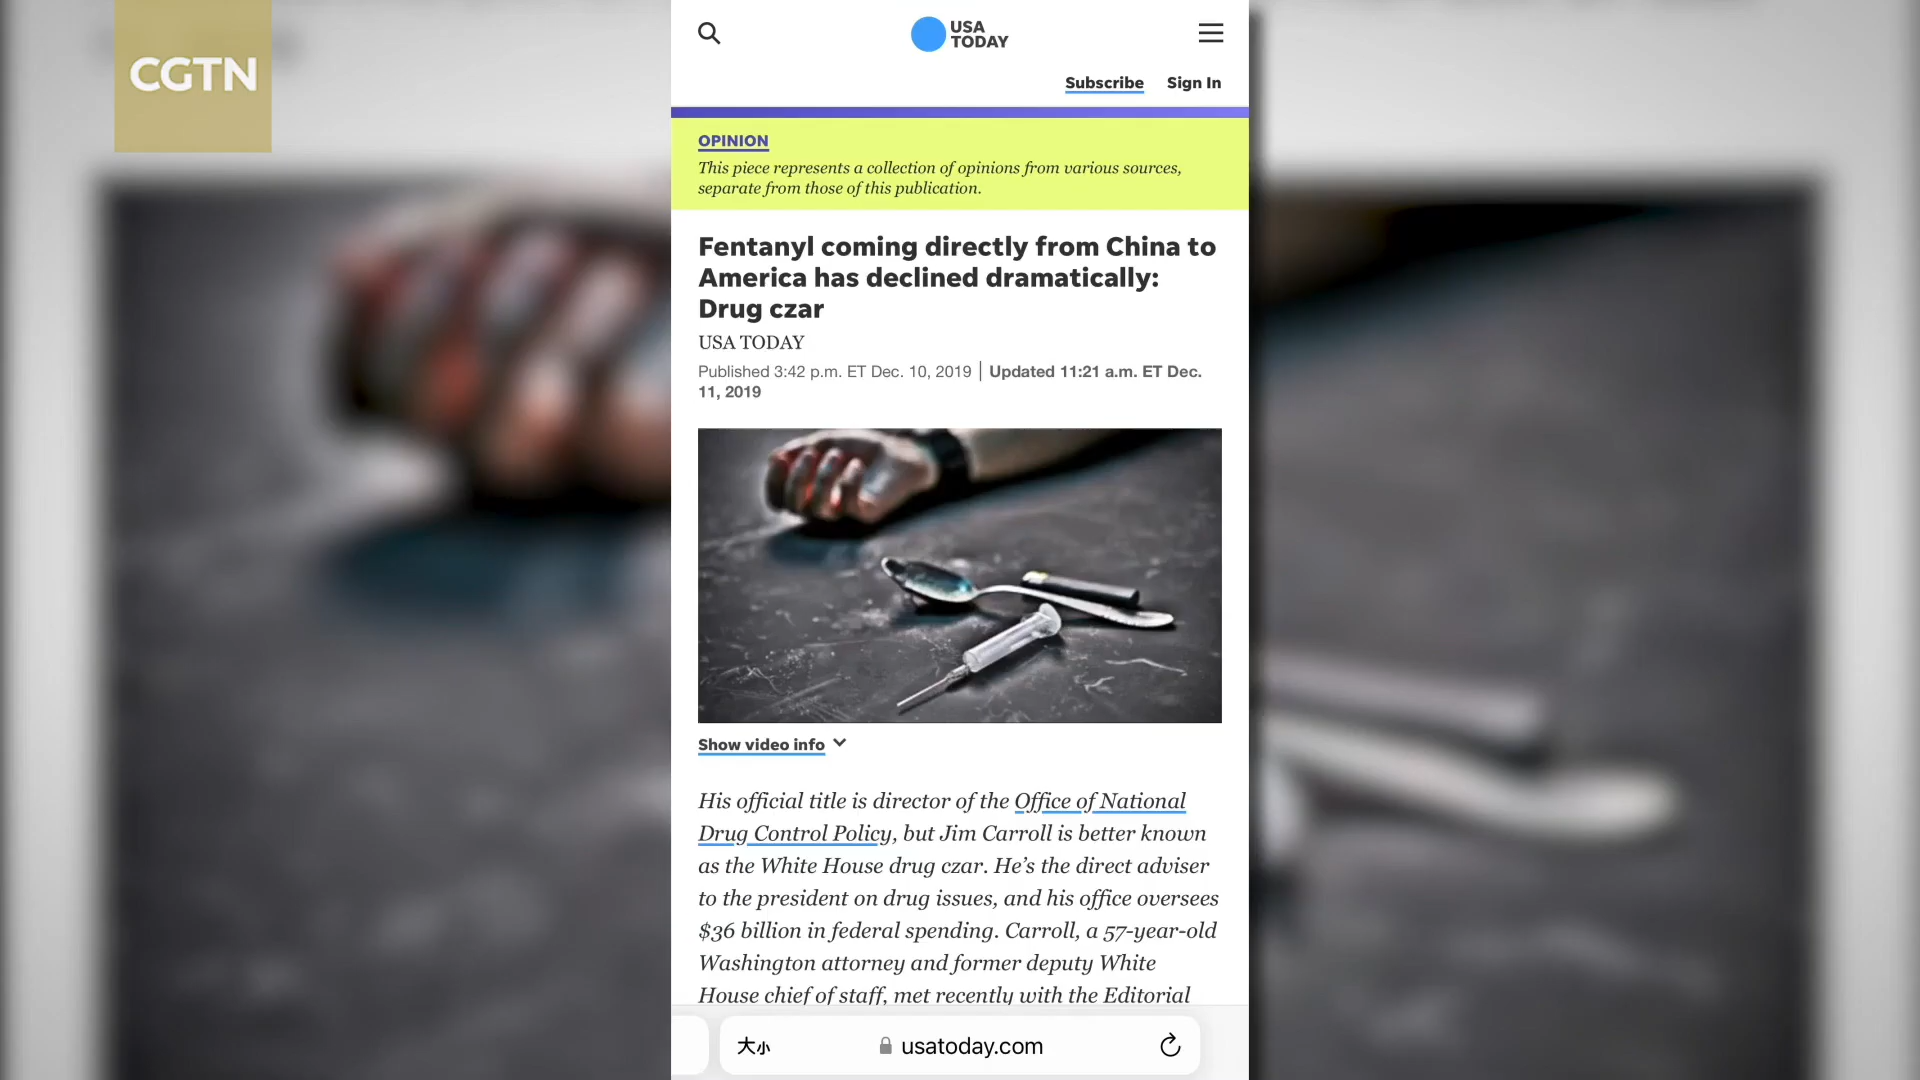 CGTN
USA
TODAY
Subscribe Sign In
OPINION
This piece represents a collection of opinions from various sources,
separate from those of this publication.
Fentanyl coming directly from China to
America has declined dramatically:
Drug czar
USA TODAY
Published 3:42 p.m. ET Dec. 10, 2019 | Updated 11:21 a.m. ET Dec.
11, 2019
Show video info
His official title is director of the Office of National
Drug Control Policy, but Jim Carroll is better known
as the White House drug czar. He’s the direct adviser
to the president on drug issues, and his office oversees
$36 billion in federal spending. Carroll, a 57-year-old
Washington attorney and former deputy White
House chief of staff, met recently with the Editorial
大小 usatoday.com